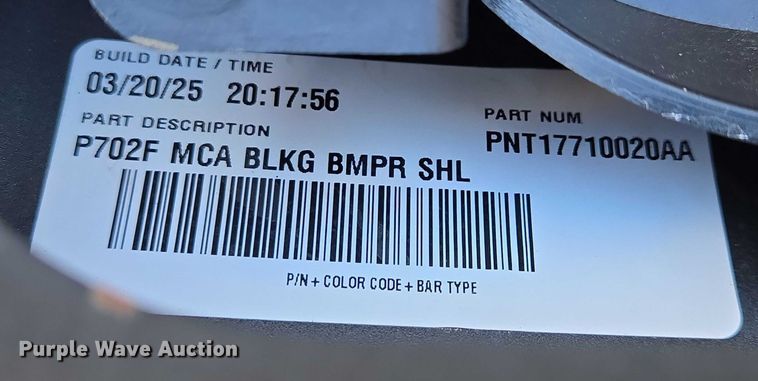 BUILD DATE / TIME
03/20/25 20:17:56
PART DESCRIPTION
P702F MCA BLKG BMPR SHL
PART NUM
PNT17710020AA
P/N + COLOR CODE + BAR TYPE
Purple Wave Auction